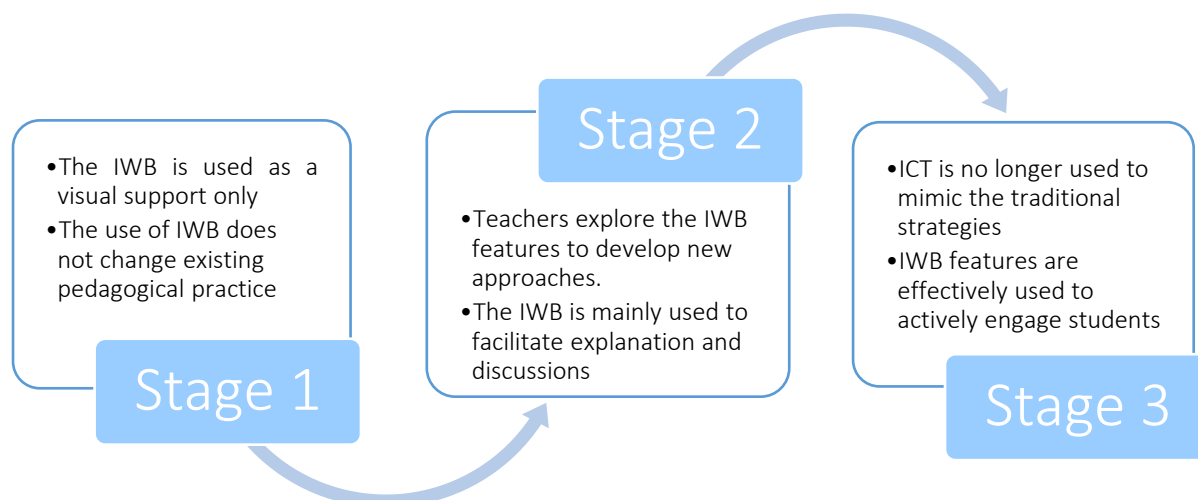 •The IWB is used as a
visual support only
•The use of IWB does
not change existing
pedagogical practice
Stage 1
Stage 2
•Teachers explore the IWB
features to develop new
approaches.
•The IWB is mainly used to
facilitate explanation and
discussions
•ICT is no longer used to
mimic the traditional
strategies
•IWB features are
effectively used to
actively engage students
Stage 3